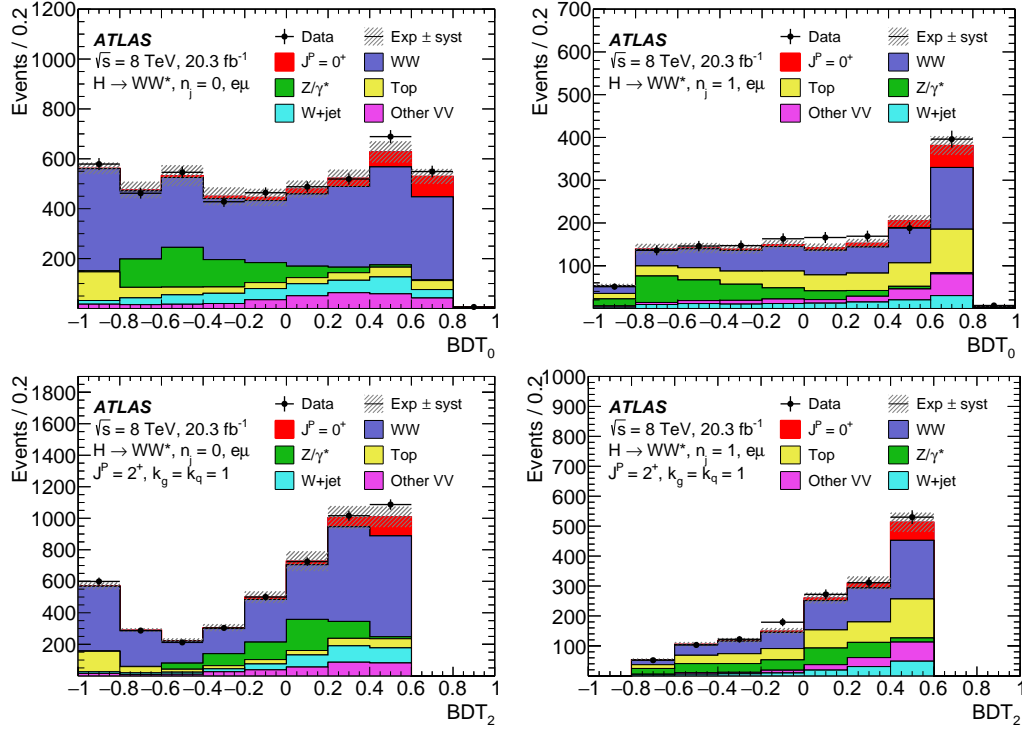 Events / 0.2
1200
1000
800
600
400
200
ATLAS
√s = 8 TeV, 20.3 fb⁻¹
H → WW*, n_j = 0, eμ
Data
Exp ± syst
J^P = 0⁺
WW
Z/γ*
Top
W+jet
Other VV
−1 −0.8 −0.6 −0.4 −0.2 0 0.2 0.4 0.6 0.8 1
BDT₀
Events / 0.2
700
600
500
400
300
200
100
ATLAS
√s = 8 TeV, 20.3 fb⁻¹
H → WW*, n_j = 1, eμ
Data
Exp ± syst
J^P = 0⁺
WW
Z/γ*
Top
W+jet
Other VV
−1 −0.8 −0.6 −0.4 −0.2 0 0.2 0.4 0.6 0.8 1
BDT₀
Events / 0.2
1800
1600
1400
1200
1000
800
600
400
200
ATLAS
√s = 8 TeV, 20.3 fb⁻¹
H → WW*, n_j = 0, eμ
J^P = 2⁺, k_g = k_q = 1
Data
Exp ± syst
J^P = 0⁺
WW
Z/γ*
Top
W+jet
Other VV
−1 −0.8 −0.6 −0.4 −0.2 0 0.2 0.4 0.6 0.8 1
BDT₂
Events / 0.2
1000
900
800
700
600
500
400
300
200
100
ATLAS
√s = 8 TeV, 20.3 fb⁻¹
H → WW*, n_j = 1, eμ
J^P = 2⁺, k_g = k_q = 1
Data
Exp ± syst
J^P = 0⁺
WW
Top
Z/γ*
Other VV
W+jet
−1 −0.8 −0.6 −0.4 −0.2 0 0.2 0.4 0.6 0.8 1
BDT₂